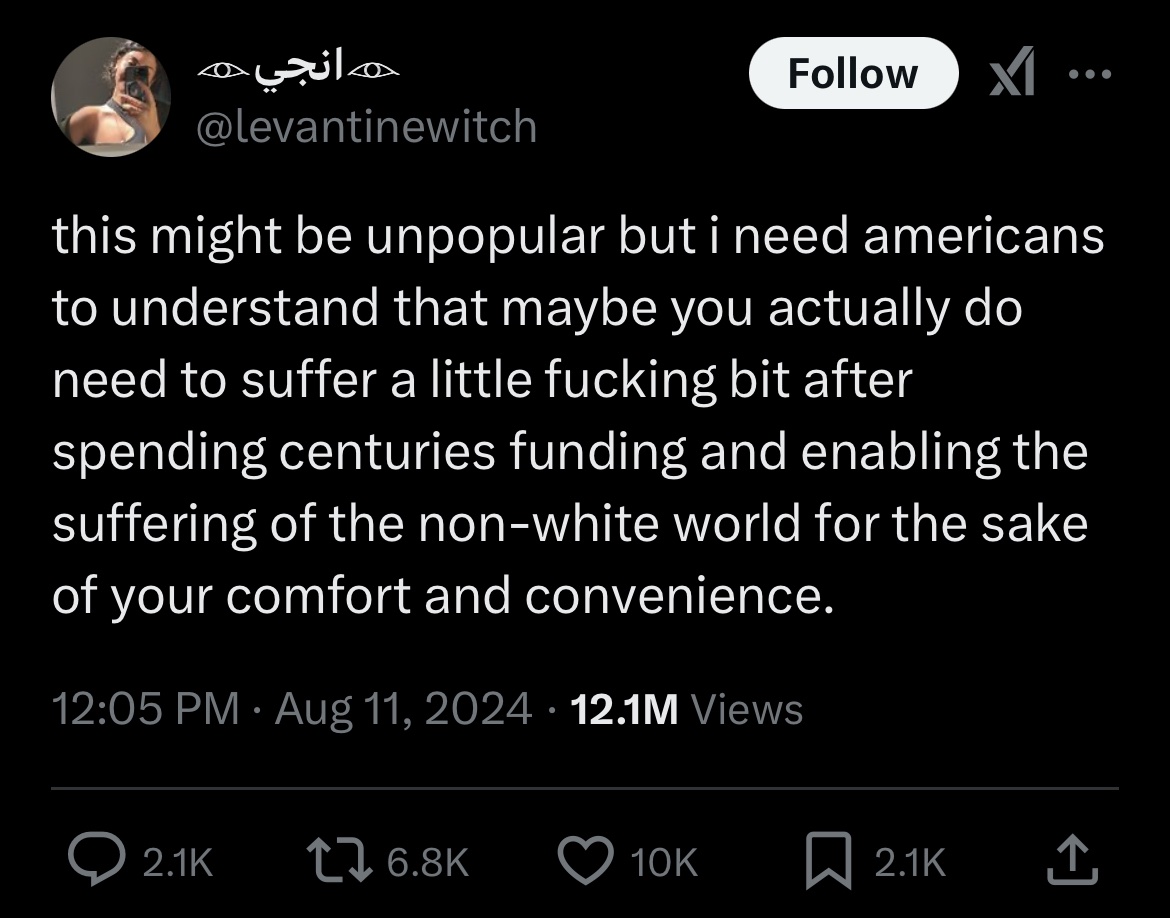 𓁹انجي𓁹
Follow
@levantinewitch
this might be unpopular but i need americans
to understand that maybe you actually do
need to suffer a little fucking bit after
spending centuries funding and enabling the
suffering of the non-white world for the sake
of your comfort and convenience.
12:05 PM · Aug 11, 2024 · 12.1M Views
2.1K 6.8K 10K 2.1K